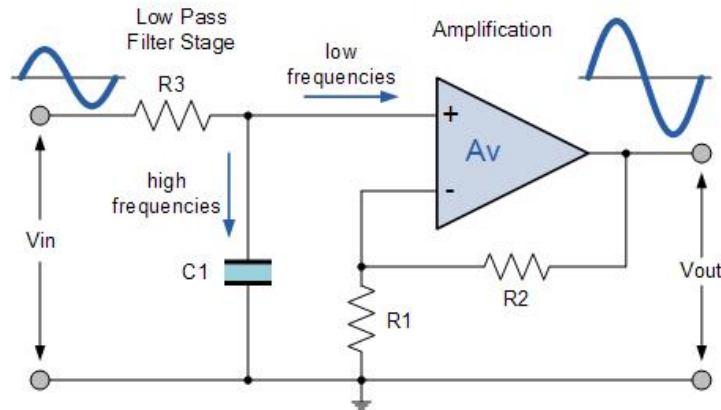 Low Pass
Filter Stage
Amplification
low
frequencies
R3
+
Av
-
high
frequencies
Vin
C1
R1
R2
Vout